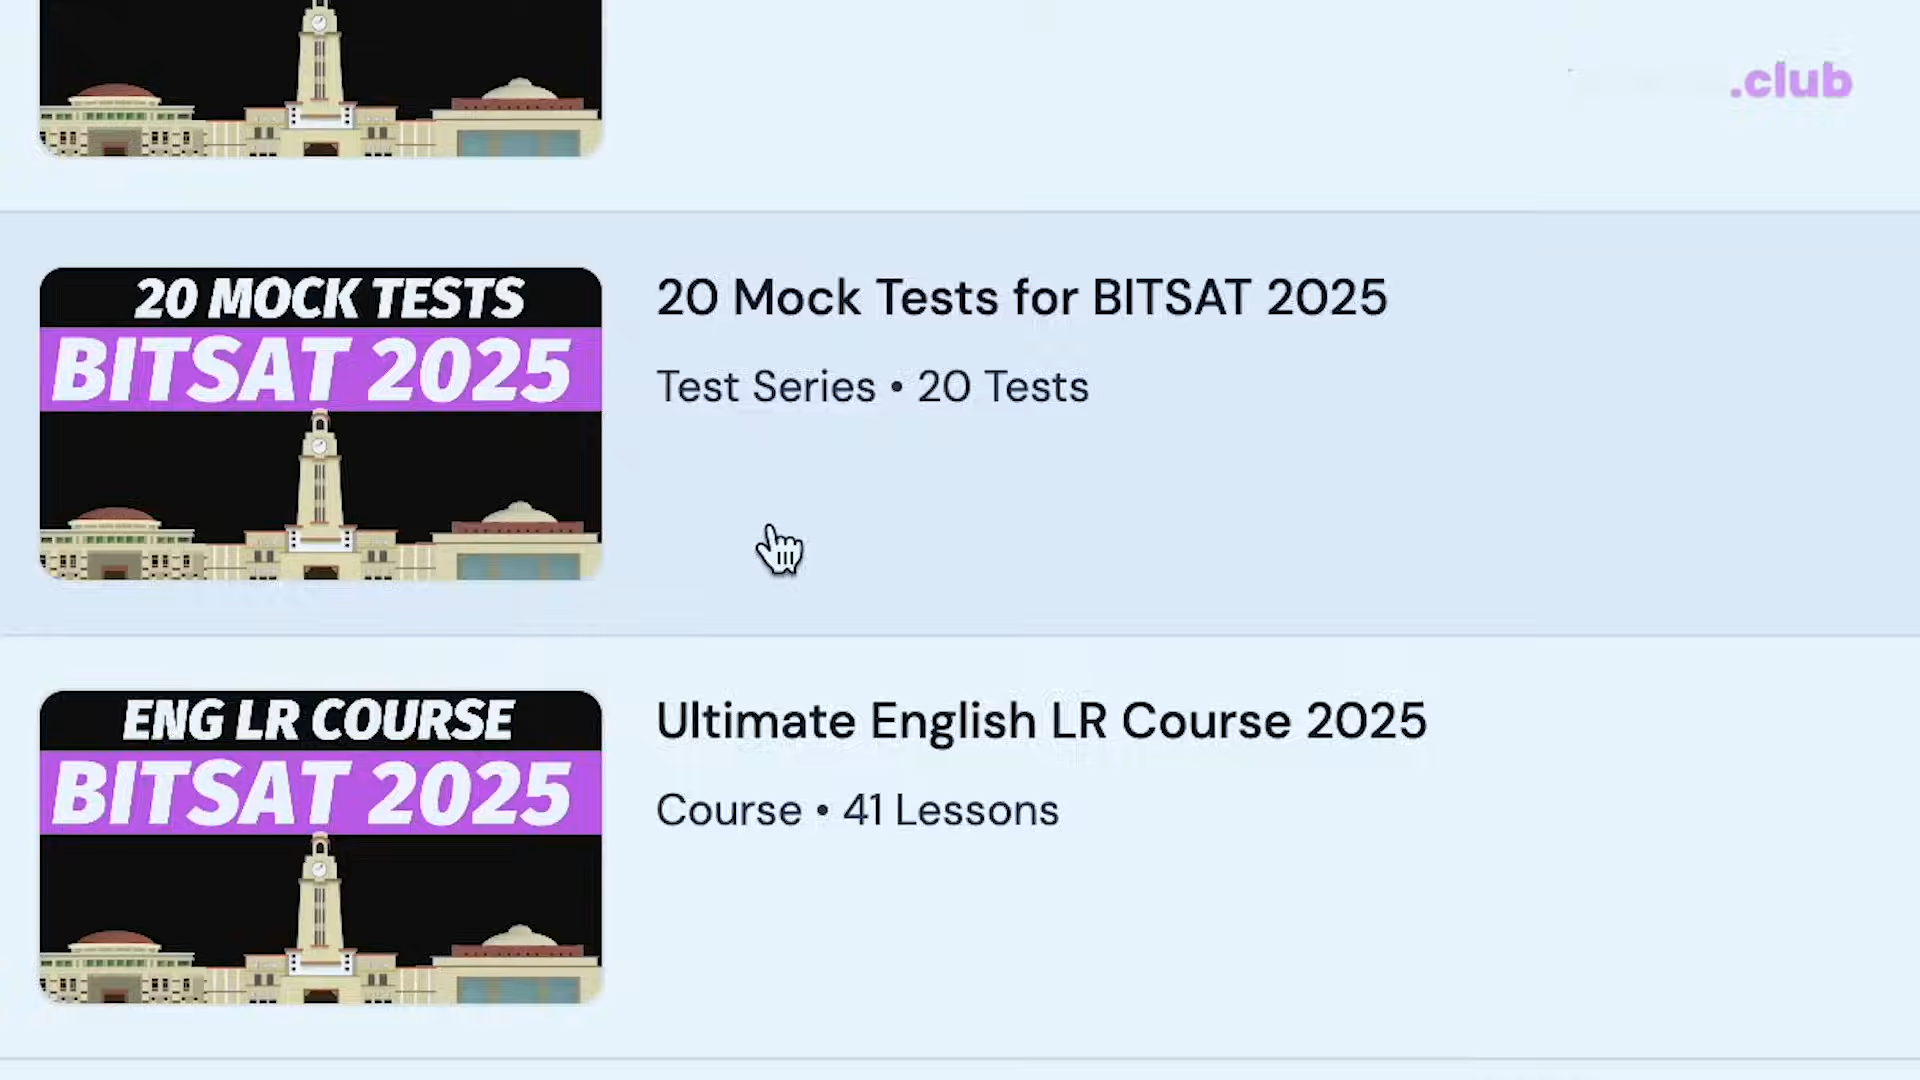 .club
20 MOCK TESTS
BITSAT 2025
20 Mock Tests for BITSAT 2025
Test Series • 20 Tests
ENG LR COURSE
BITSAT 2025
Ultimate English LR Course 2025
Course • 41 Lessons